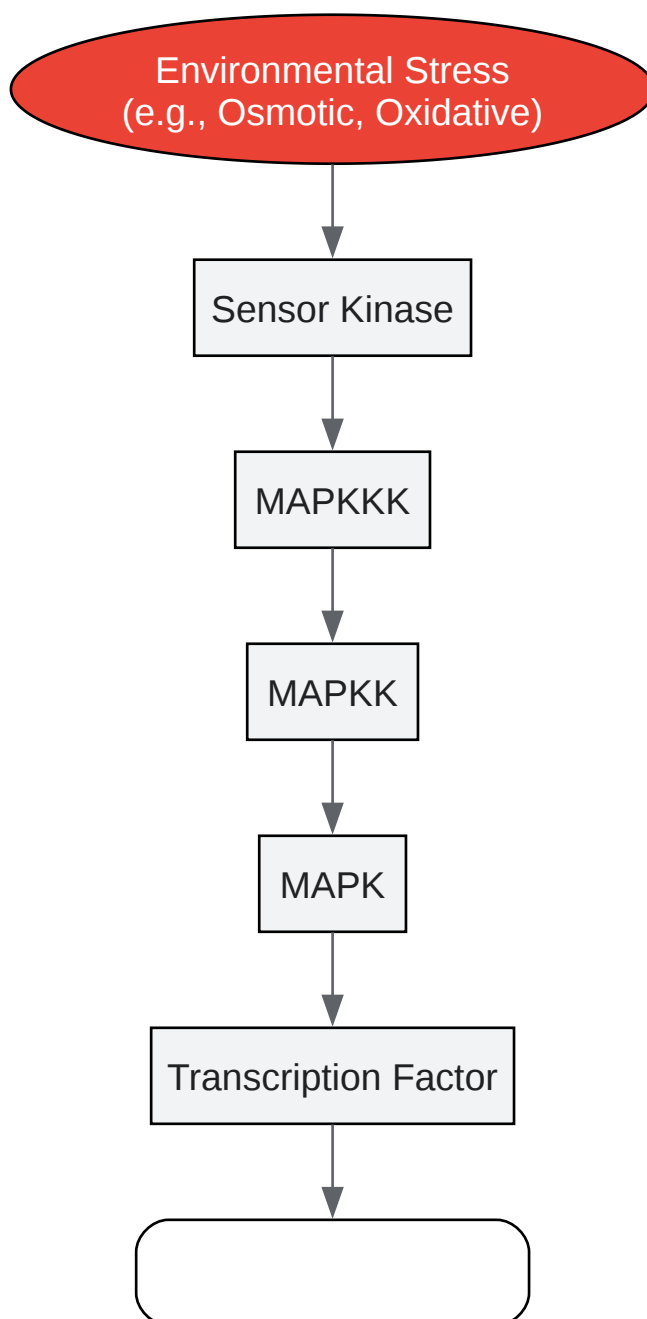 Environmental Stress
(e.g., Osmotic, Oxidative)
Sensor Kinase
MAPKKK
MAPKK
MAPK
Transcription Factor